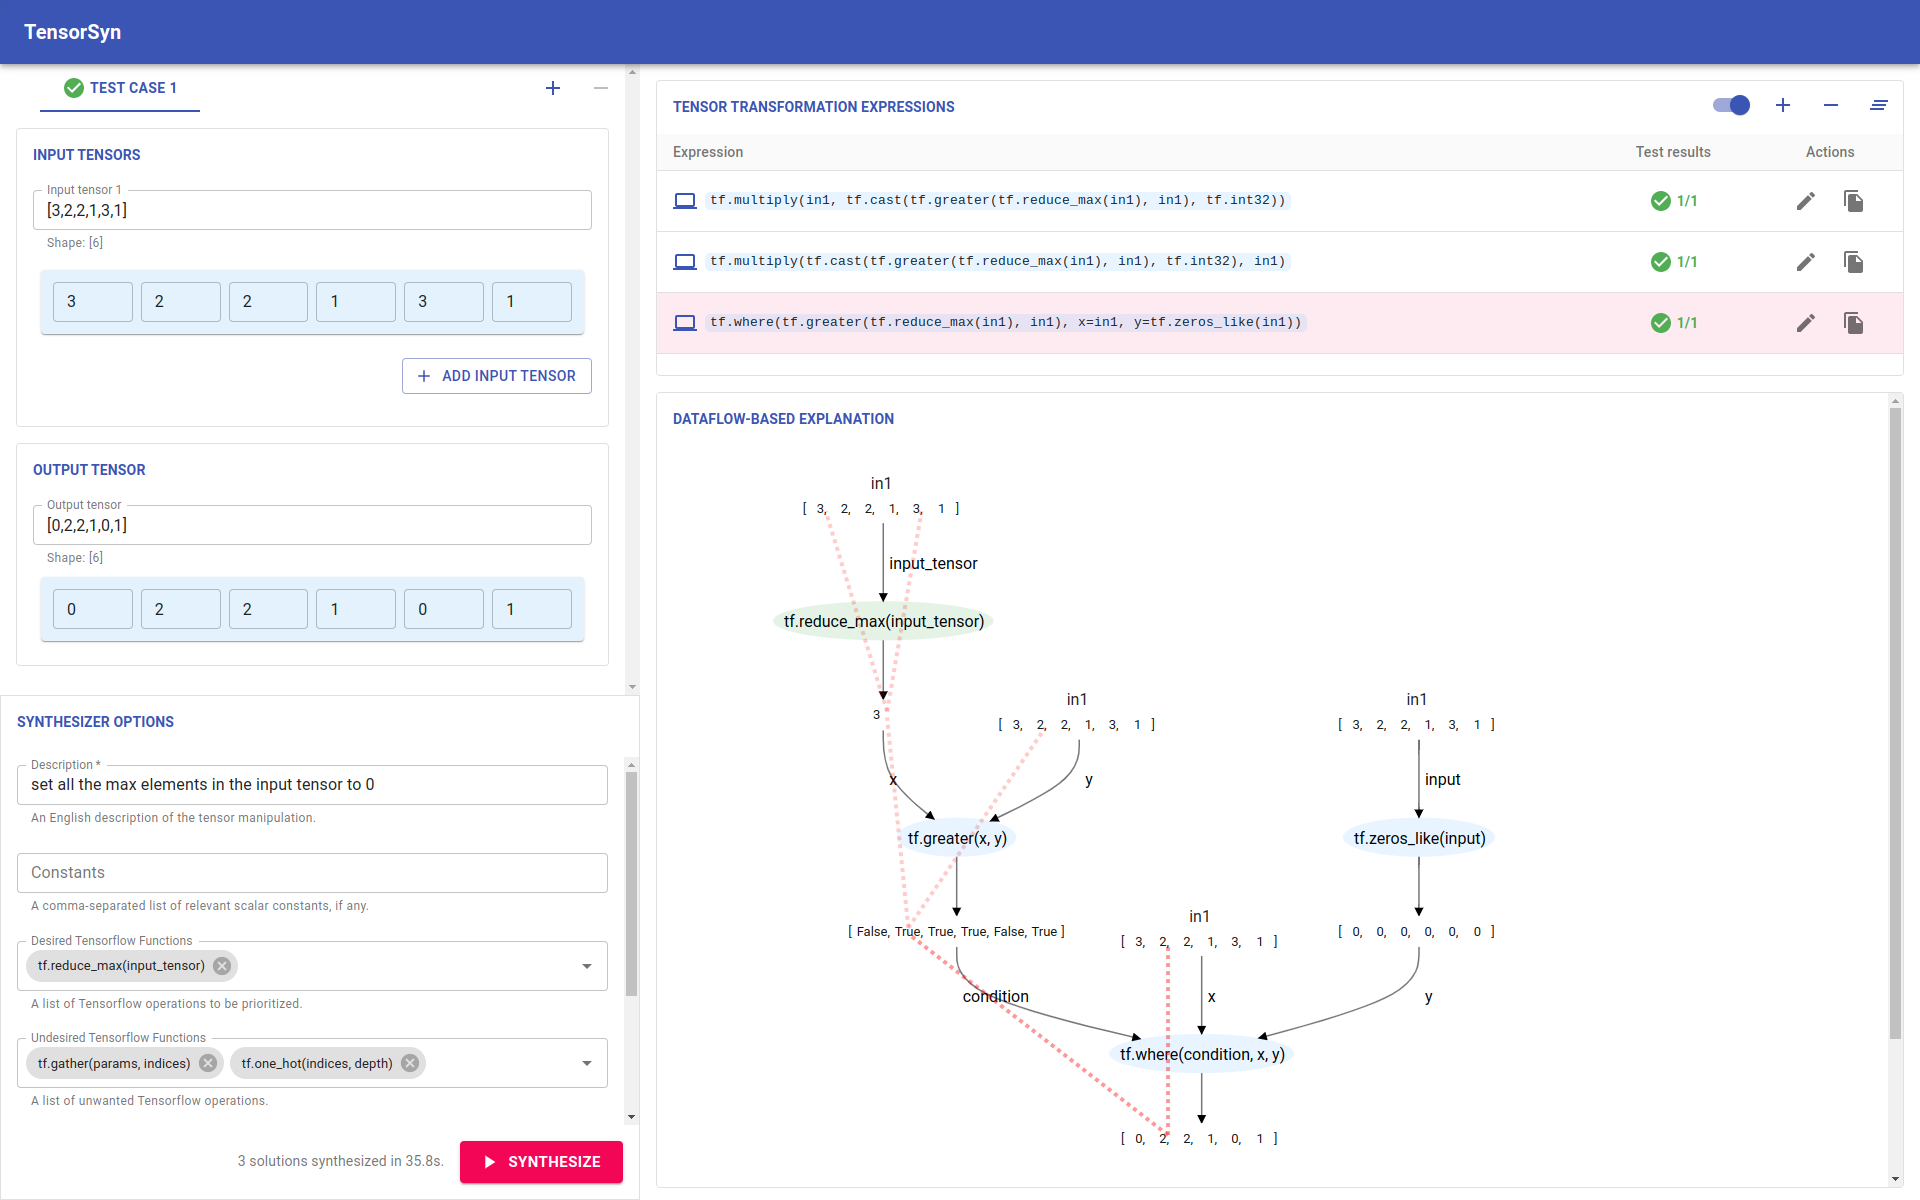 TensorSyn
TEST CASE 1
INPUT TENSORS
Input tensor 1
[3,2,2,1,3,1]
Shape: [6]
3 2 2 1 3 1
ADD INPUT TENSOR
OUTPUT TENSOR
Output tensor
[0,2,2,1,0,1]
Shape: [6]
0 2 2 1 0 1
SYNTHESIZER OPTIONS
Description *
set all the max elements in the input tensor to 0
An English description of the tensor manipulation.
Constants
A comma-separated list of relevant scalar constants, if any.
Desired Tensorflow Functions
tf.reduce_max(input_tensor)
A list of Tensorflow operations to be prioritized.
Undesired Tensorflow Functions
tf.gather(params, indices) tf.one_hot(indices, depth)
A list of unwanted Tensorflow operations.
3 solutions synthesized in 35.8s. SYNTHESIZE
TENSOR TRANSFORMATION EXPRESSIONS
Expression Test results Actions
tf.multiply(in1, tf.cast(tf.greater(tf.reduce_max(in1), in1), tf.int32)) 1/1
tf.multiply(tf.cast(tf.greater(tf.reduce_max(in1), in1), tf.int32), in1) 1/1
tf.where(tf.greater(tf.reduce_max(in1), in1), x=in1, y=tf.zeros_like(in1)) 1/1
DATAFLOW-BASED EXPLANATION
in1
[ 3, 2, 2, 1, 3, 1 ]
input_tensor
tf.reduce_max(input_tensor)
in1 in1
3 [ 3, 2, 2, 1, 3, 1 ] [ 3, 2, 2, 1, 3, 1 ]
x y input
tf.greater(x, y) tf.zeros_like(input)
in1
[ False, True, True, True, False, True ] [ 0, 0, 0, 0, 0, 0 ]
[ 3, 2, 2, 1, 3, 1 ]
condition x y
tf.where(condition, x, y)
[ 0, 2, 2, 1, 0, 1 ]